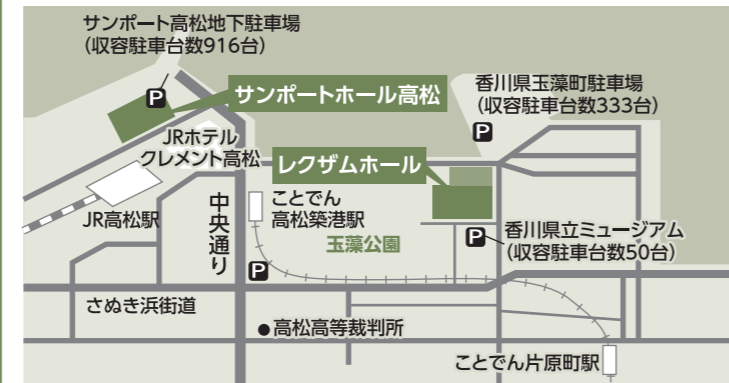 サンポート高松地下駐車場
（収容駐車台数916台）
P
サンポートホール高松
香川県玉藻町駐車場
（収容駐車台数333台）
P
JRホテル
クレメント高松
レクザムホール
JR高松駅
中央通り
ことでん
高松築港駅
玉藻公園
P
香川県立ミュージアム
（収容駐車台数50台）
P
さぬき浜街道
●高松高等裁判所
ことでん片原町駅